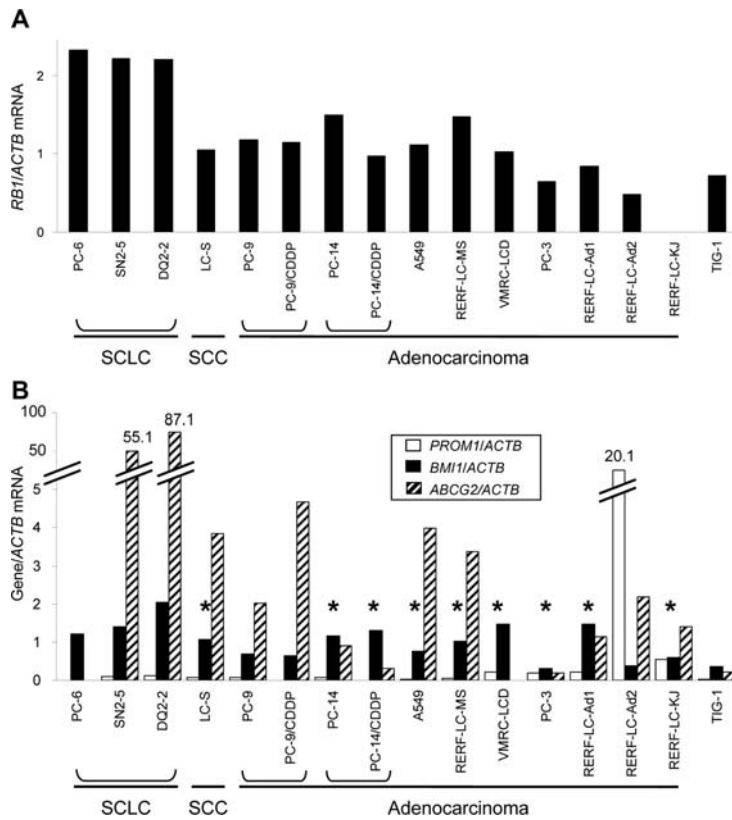 A
RB1/ACTB mRNA
2
1
0
PC-6
SN2-5
DQ2-2
LC-S
PC-9
PC-9/CDDP
PC-14
PC-14/CDDP
A549
RERF-LC-MS
VMRC-LCD
PC-3
RERF-LC-Ad1
RERF-LC-Ad2
RERF-LC-KJ
TIG-1
SCLC
SCC
Adenocarcinoma
B
Gene/ACTB mRNA
100
50
5
4
3
2
1
0
55.1
87.1
20.1
PROM1/ACTB
BMI1/ACTB
ABCG2/ACTB
* * * * * * * * *
PC-6
SN2-5
DQ2-2
LC-S
PC-9
PC-9/CDDP
PC-14
PC-14/CDDP
A549
RERF-LC-MS
VMRC-LCD
PC-3
RERF-LC-Ad1
RERF-LC-Ad2
RERF-LC-KJ
TIG-1
SCLC
SCC
Adenocarcinoma